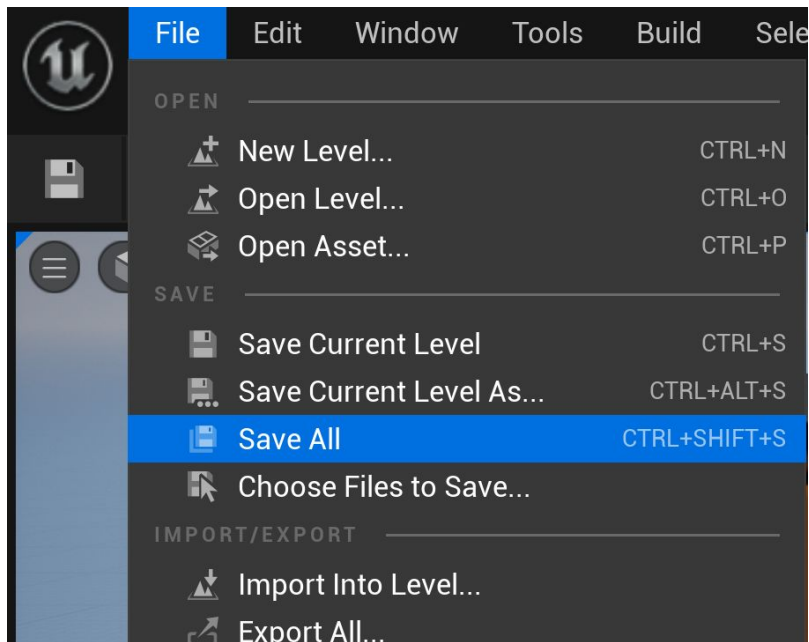 File Edit Window Tools Build Sele
OPEN
New Level... CTRL+N
Open Level... CTRL+O
Open Asset... CTRL+P
SAVE
Save Current Level CTRL+S
Save Current Level As... CTRL+ALT+S
Save All CTRL+SHIFT+S
Choose Files to Save...
IMPORT/EXPORT
Import Into Level...
Export All...